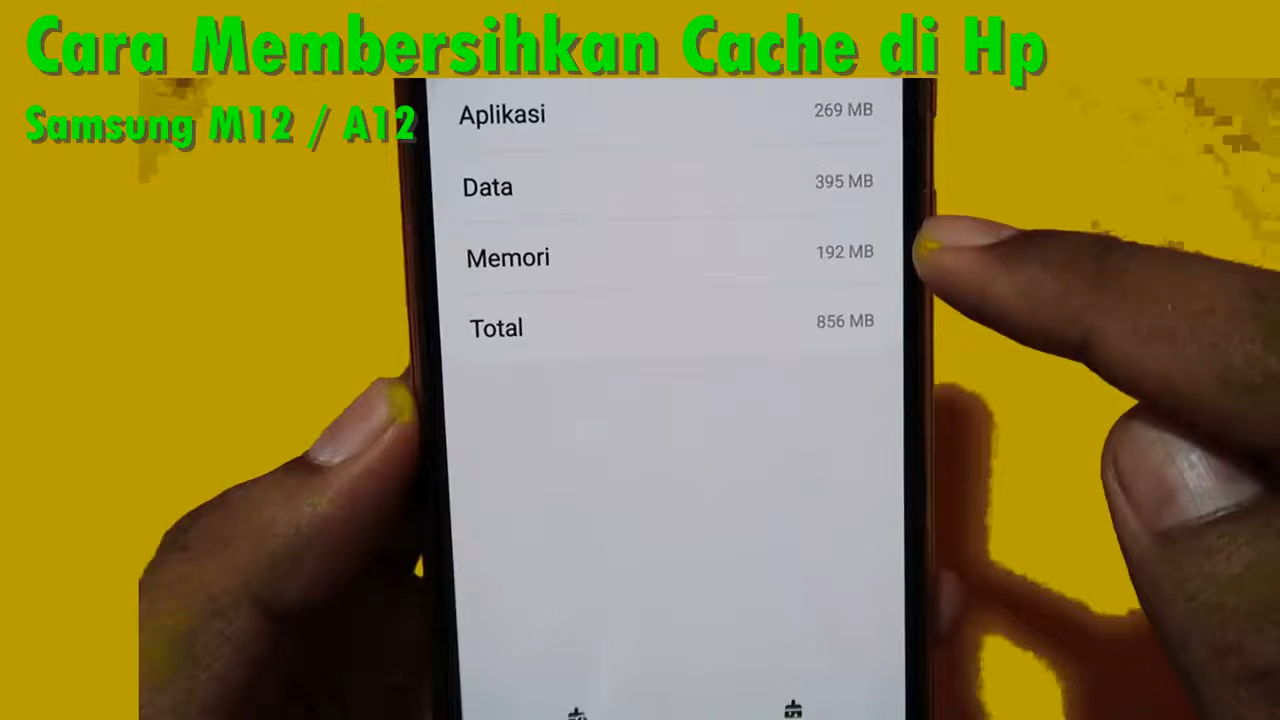 Cara Membersihkan Cache di Hp
Samsung M12 / A12
Aplikasi 269 MB
Data 395 MB
Memori 192 MB
Total 856 MB